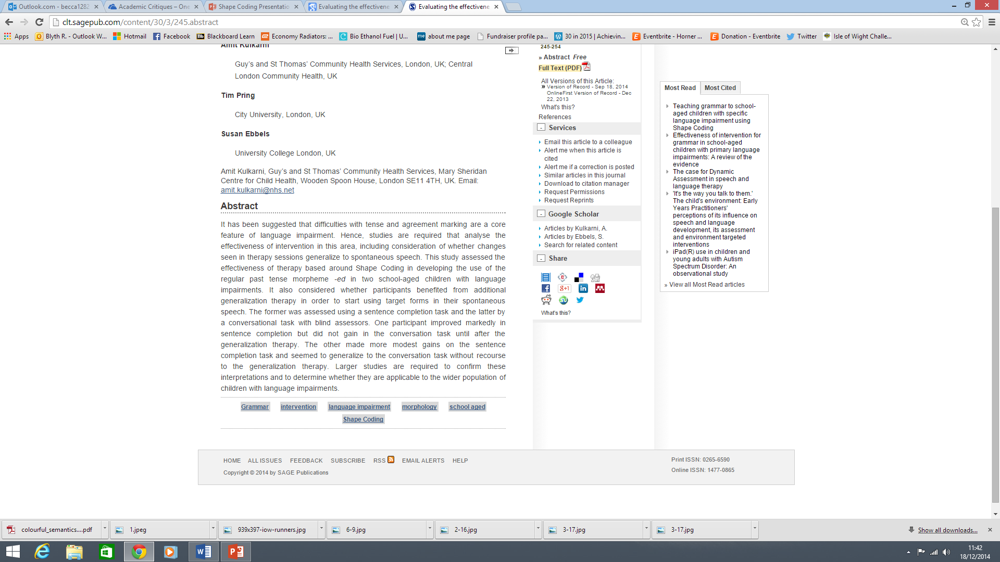 Outlook.com - becca1282
Academic Critiques – One
Shape Coding Presentatio
Evaluating the effectivene
Evaluating the effectivene
clt.sagepub.com/content/30/3/245.abstract
Apps
Blyth R. - Outlook W...
Hotmail
Facebook
Blackboard Learn
Economy Radiators: ...
Bio Ethanol Fuel | U...
about me page
Fundraiser profile pa...
30 in 2015 | Achievin...
Eventbrite - Horner ...
Donation - Eventbrite
Twitter
Isle of Wight Challe...
Amit Kulkarni
Guy's and St Thomas' Community Health Services, London, UK; Central
London Community Health, UK
Tim Pring
City University, London, UK
Susan Ebbels
University College London, UK
Amit Kulkarni, Guy's and St Thomas' Community Health Services, Mary Sheridan
Centre for Child Health, Wooden Spoon House, London SE11 4TH, UK. Email:
amit.kulkarni@nhs.net
Abstract
It has been suggested that difficulties with tense and agreement marking are a core
feature of language impairment. Hence, studies are required that analyse the
effectiveness of intervention in this area, including consideration of whether changes
seen in therapy sessions generalize to spontaneous speech. This study assessed the
effectiveness of therapy based around Shape Coding in developing the use of the
regular past tense morpheme -ed in two school-aged children with language
impairments. It also considered whether participants benefited from additional
generalization therapy in order to start using target forms in their spontaneous
speech. The former was assessed using a sentence completion task and the latter by
a conversational task with blind assessors. One participant improved markedly in
sentence completion but did not gain in the conversation task until after the
generalization therapy. The other made more modest gains on the sentence
completion task and seemed to generalize to the conversation task without recourse
to the generalization therapy. Larger studies are required to confirm these
interpretations and to determine whether they are applicable to the wider population of
children with language impairments.
Grammar intervention language impairment morphology school aged
Shape Coding
245-254
» Abstract Free
Full Text (PDF)
All Versions of this Article:
» Version of Record - Sep 18, 2014
OnlineFirst Version of Record - Dec
22, 2013
What's this?
References
- Services
Email this article to a colleague
Alert me when this article is
cited
Alert me if a correction is posted
Similar articles in this journal
Download to citation manager
Request Permissions
Request Reprints
- Google Scholar
Articles by Kulkarni, A.
Articles by Ebbels, S.
Search for related content
- Share
What's this?
Most Read
Most Cited
Teaching grammar to school-
aged children with specific
language impairment using
Shape Coding
Effectiveness of intervention for
grammar in school-aged
children with primary language
impairments: A review of the
evidence
The case for Dynamic
Assessment in speech and
language therapy
'It's the way you talk to them.'
The child's environment: Early
Years Practitioners'
perceptions of its influence on
speech and language
development, its assessment
and environment targeted
interventions
iPad(R) use in children and
young adults with Autism
Spectrum Disorder: An
observational study
» View all Most Read articles
HOME ALL ISSUES FEEDBACK SUBSCRIBE RSS EMAIL ALERTS HELP
Copyright © 2014 by SAGE Publications
Print ISSN: 0265-6590
Online ISSN: 1477-0865
colourful_semantics....pdf
1.jpeg
939x397-iow-runners.jpg
6-9.jpg
2-16.jpg
3-17.jpg
3-17.jpg
Show all downloads...
11:42
18/12/2014